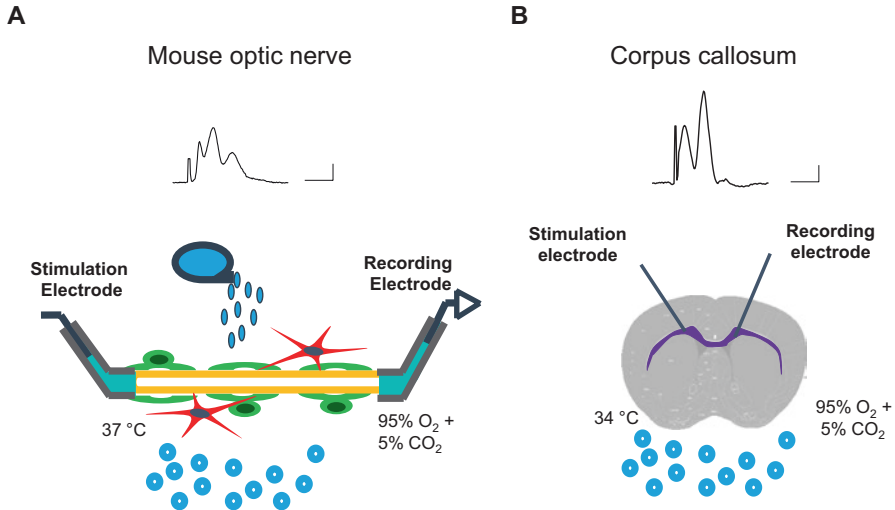 A
Mouse optic nerve
Stimulation
Electrode
Recording
Electrode
37 °C
95% O₂ +
5% CO₂
B
Corpus callosum
Stimulation
electrode
Recording
electrode
34 °C
95% O₂ +
5% CO₂